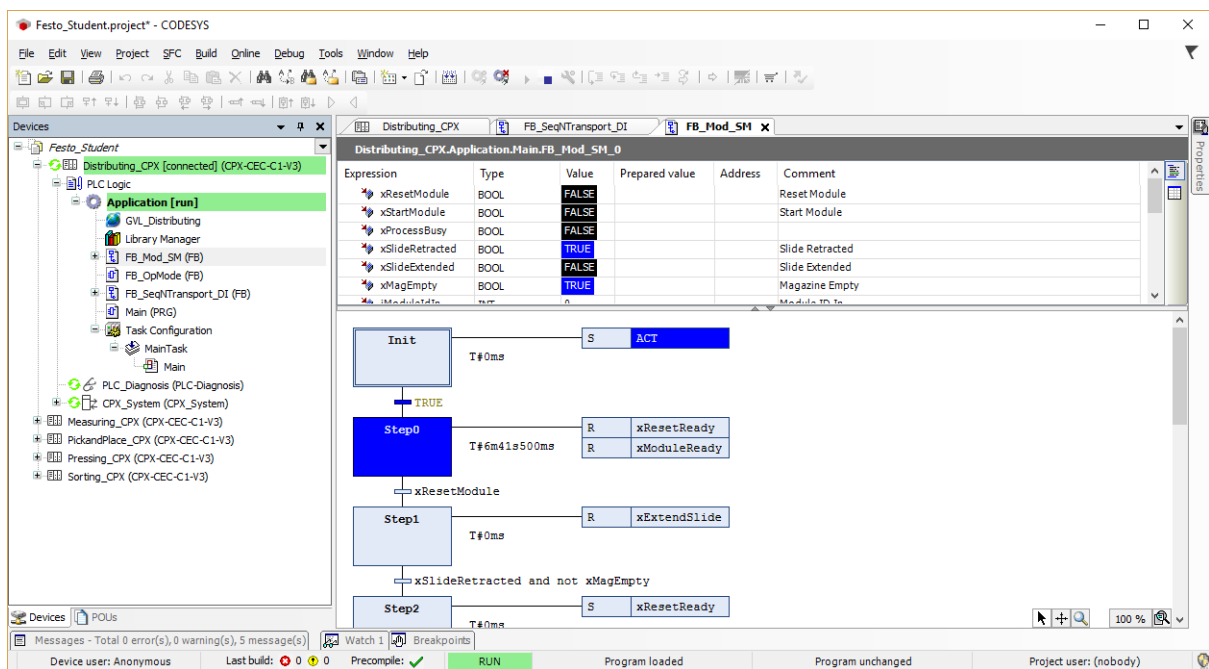 Festo_Student.project* - CODESYS
File Edit View Project SFC Build Online Debug Tools Window Help
Devices
Distributing_CPX FB_SeqNTransport_DI FB_Mod_SM
Properties
Festo_Student
Distributing_CPX [connected] (CPX-CEC-C1-V3)
PLC Logic
Application [run]
GVL_Distributing
Library Manager
FB_Mod_SM (FB)
FB_OpMode (FB)
FB_SeqNTransport_DI (FB)
Main (PRG)
Task Configuration
MainTask
Main
PLC_Diagnosis (PLC-Diagnosis)
CPX_System (CPX_System)
Measuring_CPX (CPX-CEC-C1-V3)
PickandPlace_CPX (CPX-CEC-C1-V3)
Pressing_CPX (CPX-CEC-C1-V3)
Sorting_CPX (CPX-CEC-C1-V3)
Distributing_CPX.Application.Main.FB_Mod_SM_0
Expression Type Value Prepared value Address Comment
xResetModule BOOL FALSE Reset Module
xStartModule BOOL FALSE Start Module
xProcessBusy BOOL FALSE
xSlideRetracted BOOL TRUE Slide Retracted
xSlideExtended BOOL FALSE Slide Extended
xMagEmpty BOOL TRUE Magazine Empty
iModuleIdIn INT 0 Module ID In
Init S ACT
T#0ms
TRUE
Step0 R xResetReady
T#6m41s500ms R xModuleReady
xResetModule
Step1 R xExtendSlide
T#0ms
xSlideRetracted and not xMagEmpty
Step2 S xResetReady
T#0ms
100 %
Devices POUs
Messages - Total 0 error(s), 0 warning(s), 5 message(s) Watch 1 Breakpoints
Device user: Anonymous Last build: 0 0 Precompile: RUN Program loaded Program unchanged Project user: (nobody)